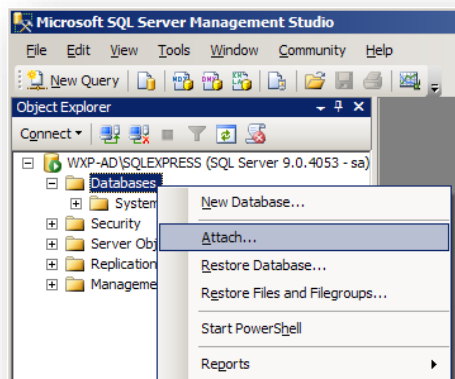 Microsoft SQL Server Management Studio
File Edit View Tools Window Community Help
New Query
Object Explorer
Connect
WXP-AD\SQLEXPRESS (SQL Server 9.0.4053 - sa)
Databases
System
New Database...
Security
Attach...
Server Obj
Restore Database...
Replication
Restore Files and Filegroups...
Manageme
Start PowerShell
Reports